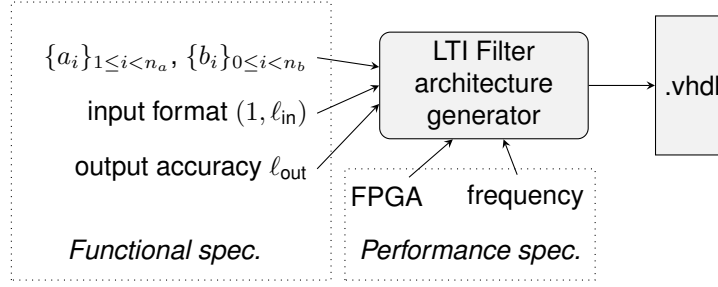 {a_i}_{1≤i<n_a}, {b_i}_{0≤i<n_b}
input format (1, ℓ_in)
output accuracy ℓ_out
Functional spec.
LTI Filter
architecture
generator
FPGA frequency
Performance spec.
.vhdl